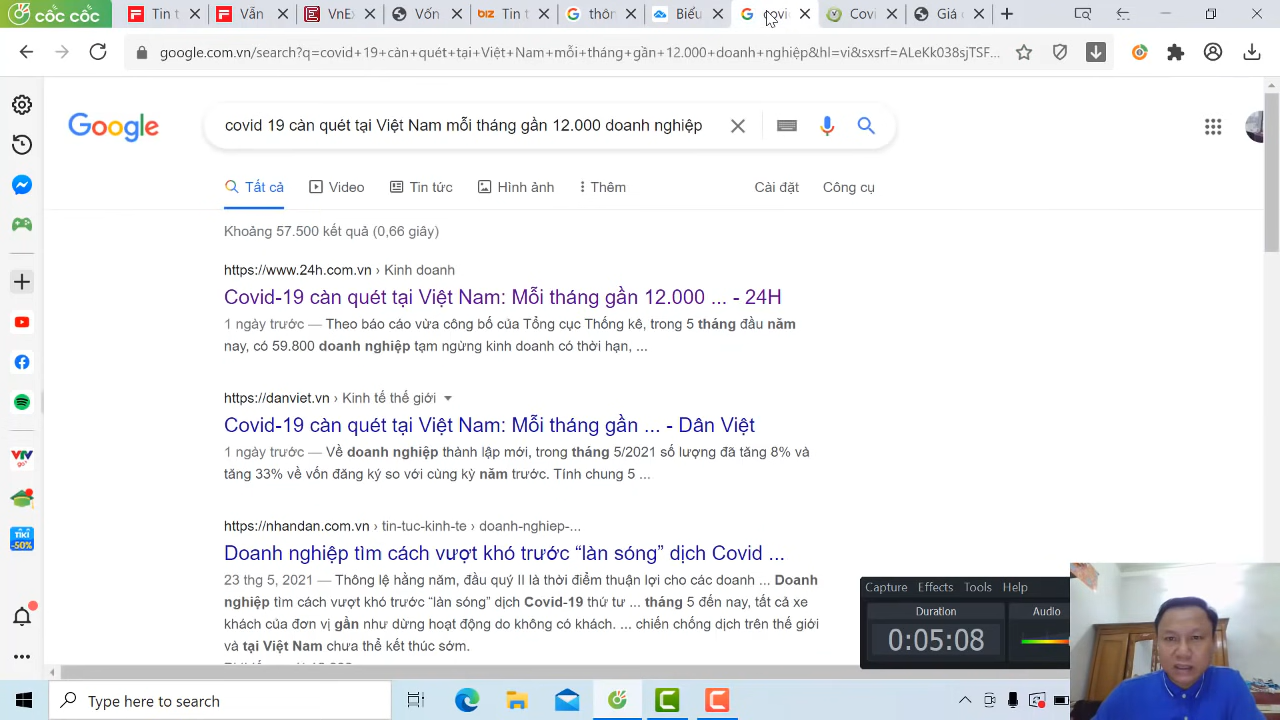 cốc cốc
Tin
Vẫn
VnE
Vốn
Tin
thôn
Biểu
covi
Covi
Giá c
google.com.vn/search?q=covid+19+càn+quét+tại+Việt+Nam+mỗi+tháng+gần+12.000+doanh+nghiệp&hl=vi&sxsrf=ALeKk038sjTSF...
Google
covid 19 càn quét tại Việt Nam mỗi tháng gần 12.000 doanh nghiệp
Tất cả
Video
Tin tức
Hình ảnh
Thêm
Cài đặt
Công cụ
Khoảng 57.500 kết quả (0,66 giây)
https://www.24h.com.vn › Kinh doanh
Covid-19 càn quét tại Việt Nam: Mỗi tháng gần 12.000 ... - 24H
1 ngày trước — Theo báo cáo vừa công bố của Tổng cục Thống kê, trong 5 tháng đầu năm
nay, có 59.800 doanh nghiệp tạm ngừng kinh doanh có thời hạn, ...
https://danviet.vn › Kinh tế thế giới
Covid-19 càn quét tại Việt Nam: Mỗi tháng gần ... - Dân Việt
1 ngày trước — Về doanh nghiệp thành lập mới, trong tháng 5/2021 số lượng đã tăng 8% và
tăng 33% về vốn đăng ký so với cùng kỳ năm trước. Tính chung 5 ...
https://nhandan.com.vn › tin-tuc-kinh-te › doanh-nghiep-...
Doanh nghiệp tìm cách vượt khó trước “làn sóng” dịch Covid ...
23 thg 5, 2021 — Thông lệ hằng năm, đầu quý II là thời điểm thuận lợi cho các doanh ... Doanh
nghiệp tìm cách vượt khó trước “làn sóng” dịch Covid-19 thứ tư ... tháng 5 đến nay, tất cả xe
khách của đơn vị gần như dừng hoạt động do không có khách. ... chiến chống dịch trên thế giới
và tại Việt Nam chưa thể kết thúc sớm.
VTV
go
TIKI
-50%
Capture
Effects
Tools
Help
Duration
Audio
0:05:08
Type here to search